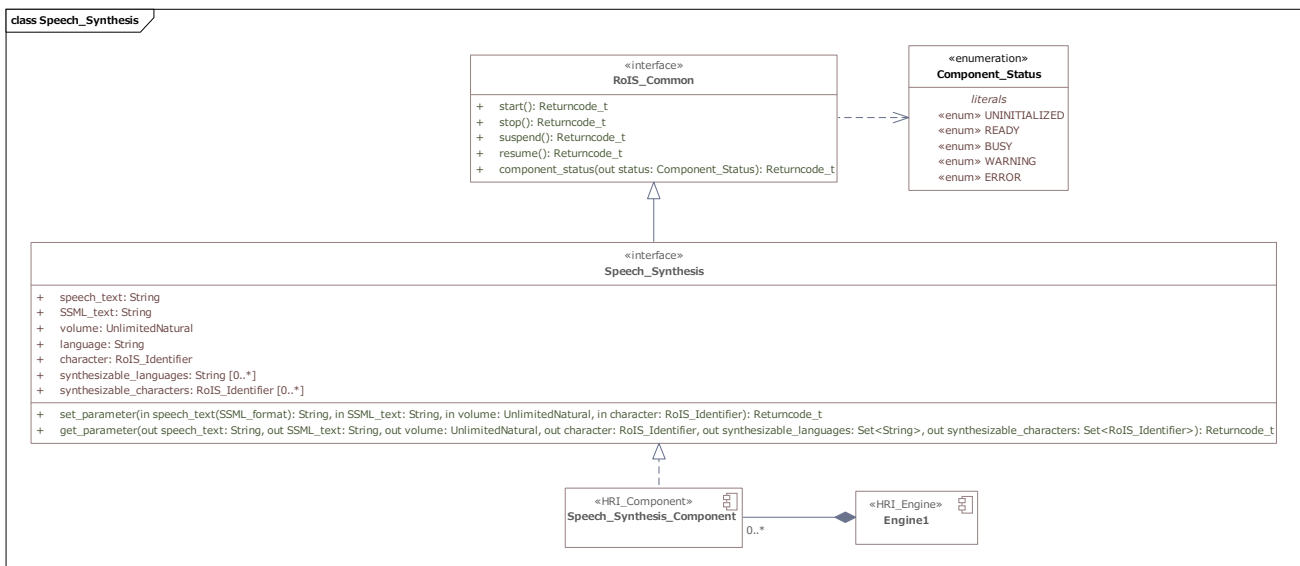 class Speech_Synthesis
«interface»
RoIS_Common
+ start(): Returncode_t
+ stop(): Returncode_t
+ suspend(): Returncode_t
+ resume(): Returncode_t
+ component_status(out status: Component_Status): Returncode_t
«enumeration»
Component_Status
literals
«enum» UNINITIALIZED
«enum» READY
«enum» BUSY
«enum» WARNING
«enum» ERROR
«interface»
Speech_Synthesis
+ speech_text: String
+ SSML_text: String
+ volume: UnlimitedNatural
+ language: String
+ character: RoIS_Identifier
+ synthesizable_languages: String [0..*]
+ synthesizable_characters: RoIS_Identifier [0..*]
+ set_parameter(in speech_text(SSML_format): String, in SSML_text: String, in volume: UnlimitedNatural, in character: RoIS_Identifier): Returncode_t
+ get_parameter(out speech_text: String, out SSML_text: String, out volume: UnlimitedNatural, out character: RoIS_Identifier, out synthesizable_languages: Set<String>, out synthesizable_characters: Set<RoIS_Identifier>): Returncode_t
«HRI_Component»
Speech_Synthesis_Component
0..*
«HRI_Engine»
Engine1